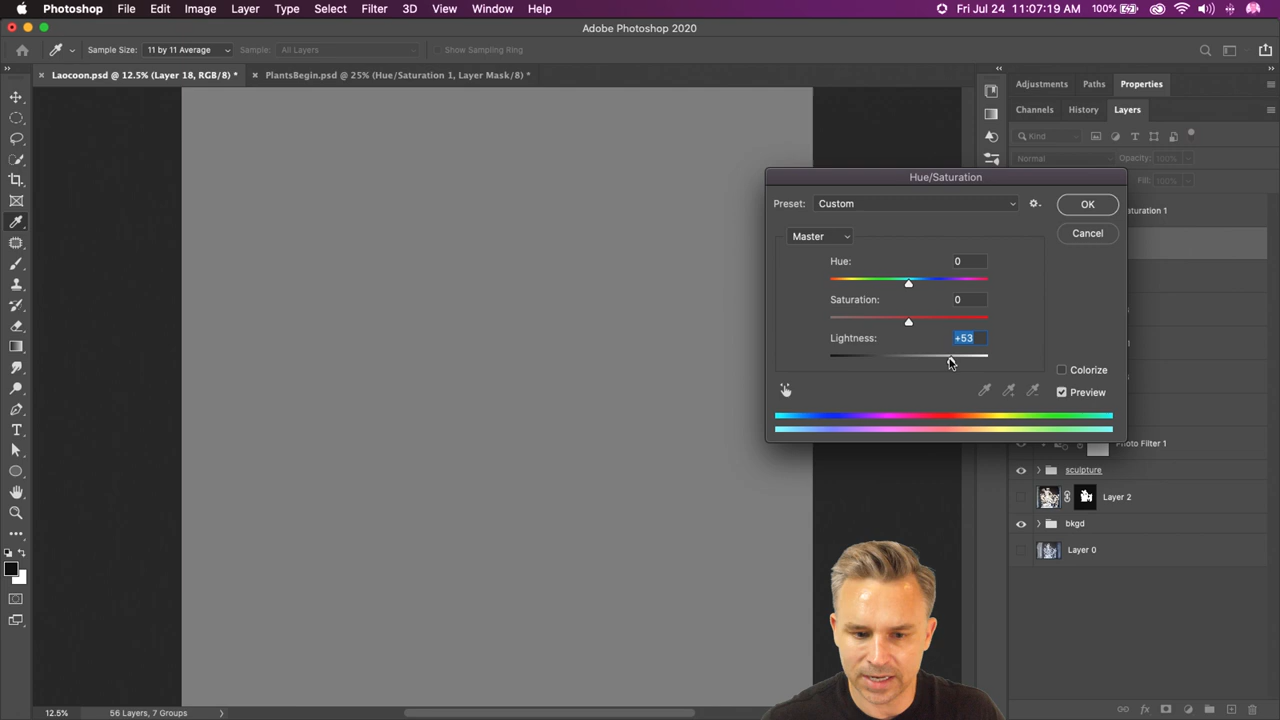 Photoshop File Edit Image Layer Type Select Filter 3D View Window Help 100% Fri Jul 24 11:07:19 AM
Adobe Photoshop 2020
Sample Size: 11 by 11 Average Sample: All Layers Show Sampling Ring
Laocoon.psd @ 12.5% (Layer 18, RGB/8) *
PlantsBegin.psd @ 25% (Hue/Saturation 1, Layer Mask/8) *
Adjustments Paths Properties
Channels History Layers
Kind
Normal Opacity: 100%
Fill: 100%
Hue/Saturation
Preset: Custom
OK
Cancel
Master
Hue: 0
Saturation: 0
Lightness: +53
Colorize
Preview
uration 1
Photo Filter 1
sculpture
Layer 2
bkgd
Layer 0
12.5% 56 Layers, 7 Groups